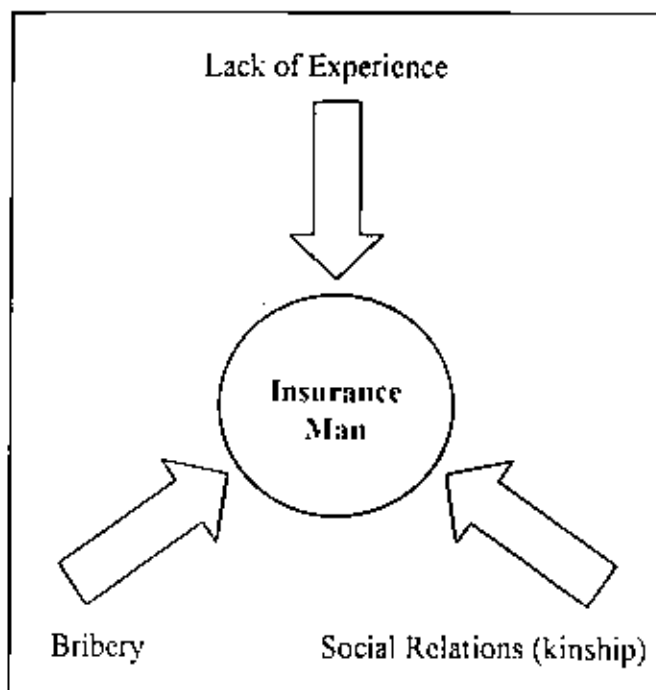 Lack of Experience
Insurance
Man
Bribery
Social Relations (kinship)